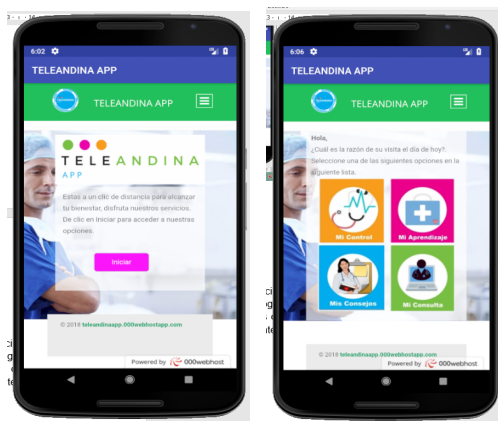 6:02
TELEANDINA APP
TELEANDINA APP
TELEANDINA
APP
Estas a un clic de distancia para alcanzar
tu bienestar, disfruta nuestros servicios.
De clic en Iniciar para acceder a nuestras
opciones.
Iniciar
© 2018 teleandinaapp.000webhostapp.com
Powered by 000webhost
6:06
TELEANDINA APP
TELEANDINA APP
Hola,
¿Cuál es la razón de su visita el día de hoy?.
Seleccione una de las siguientes opciones en la
siguiente lista.
Mi Control
Mi Aprendizaje
Mis Consejos
Mi Consulta
© 2018 teleandinaapp.000webhostapp.com
Powered by 000webhost